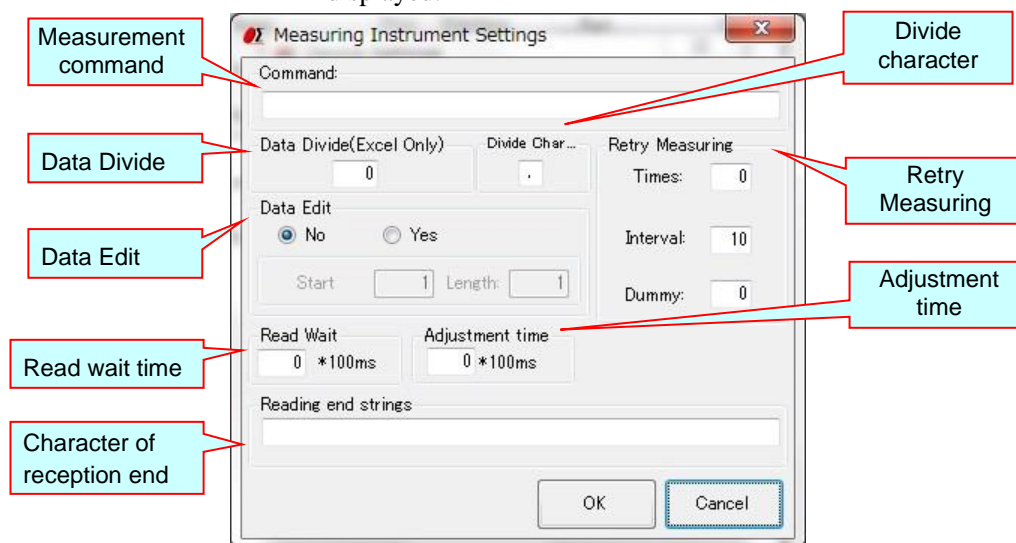 displayed.
Measurement
command
Divide
character
Measuring Instrument Settings
Command:
Data Divide
Data Divide(Excel Only)
0
Divide Char...
.
Retry Measuring
Times: 0
Retry
Measuring
Data Edit
Data Edit
No Yes
Interval: 10
Start 1 Length: 1
Dummy: 0
Adjustment
time
Read wait time
Read Wait
0 *100ms
Adjustment time
0 *100ms
Reading end strings
Character of
reception end
OK Cancel